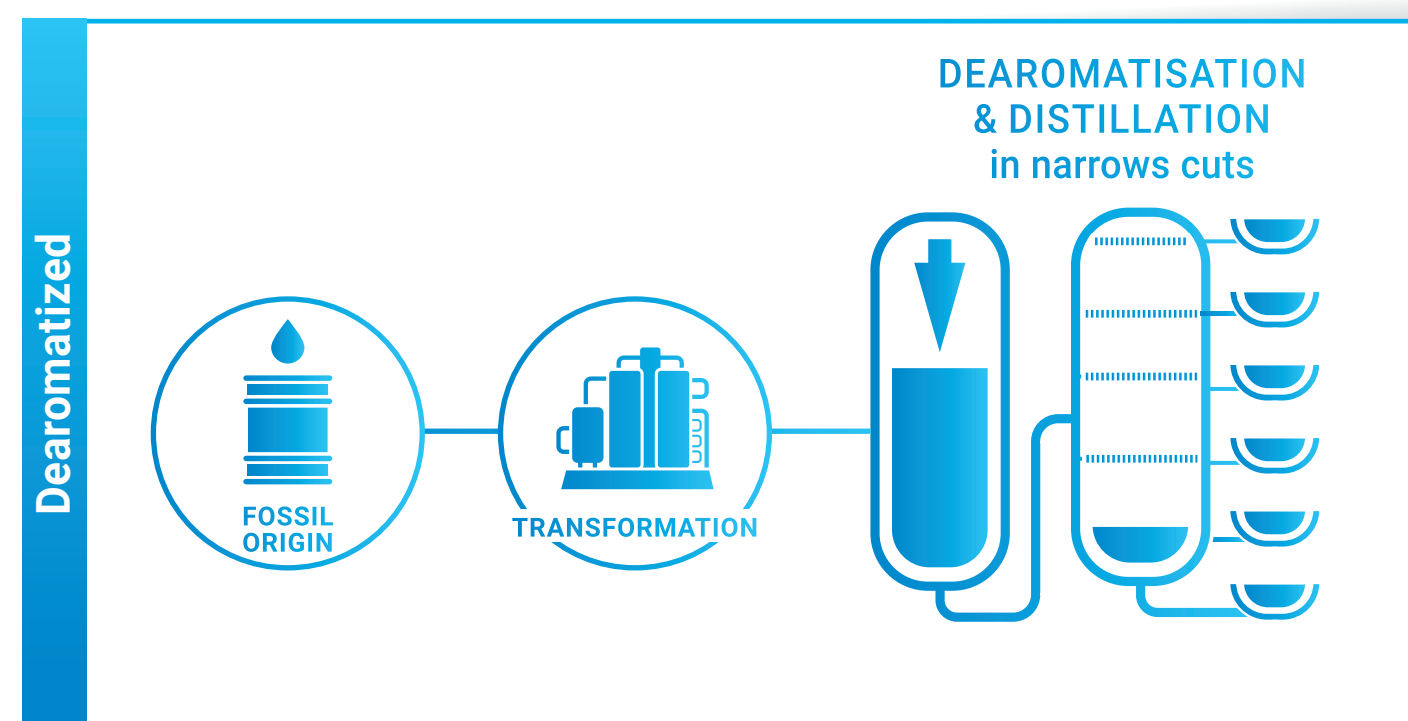 Dearomatized
DEAROMATISATION
& DISTILLATION
in narrows cuts
FOSSIL
ORIGIN
TRANSFORMATION